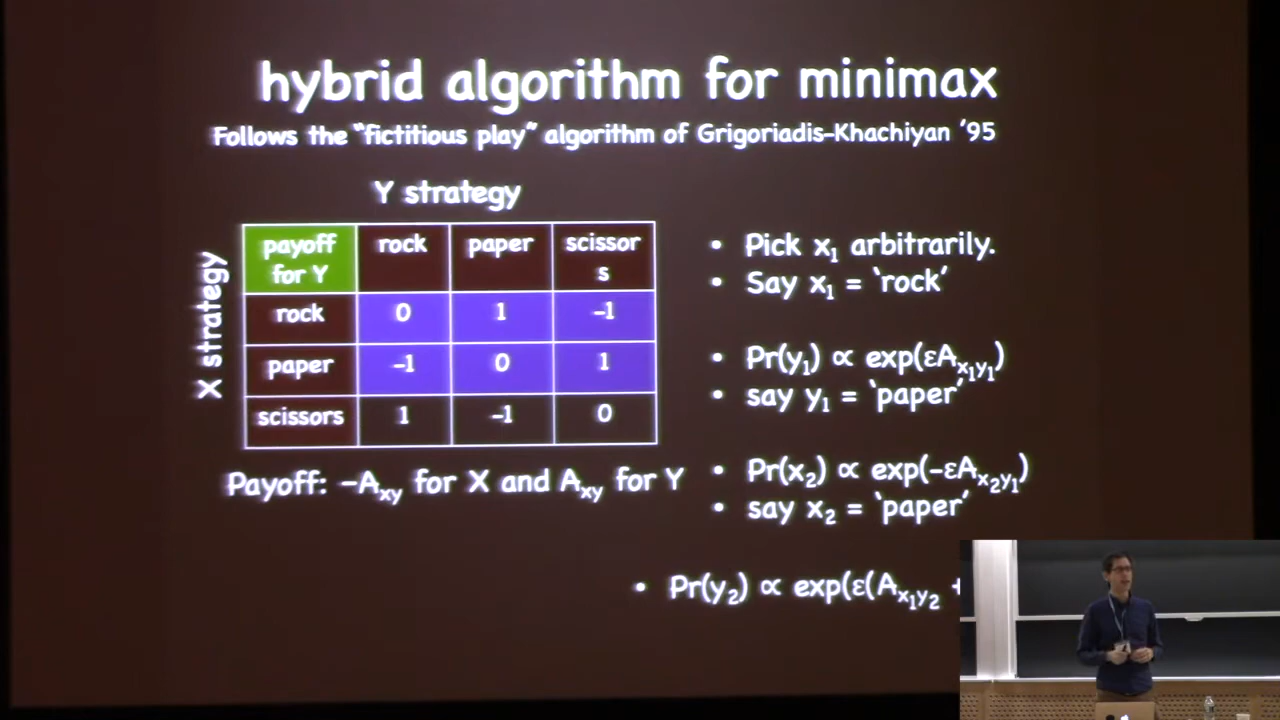 hybrid algorithm for minimax
Follows the "fictitious play" algorithm of Grigoriadis-Khachiyan '95
Y strategy
X strategy
payoff for Y rock paper scissors
rock 0 1 -1
paper -1 0 1
scissors 1 -1 0
Payoff: -Axy for X and Axy for Y
• Pick x₁ arbitrarily.
• Say x₁ = 'rock'
• Pr(y₁) ∝ exp(εAx₁y₁)
• say y₁ = 'paper'
• Pr(x₂) ∝ exp(-εAx₂y₁)
• say x₂ = 'paper'
• Pr(y₂) ∝ exp(ε(Ax₁y₂ +